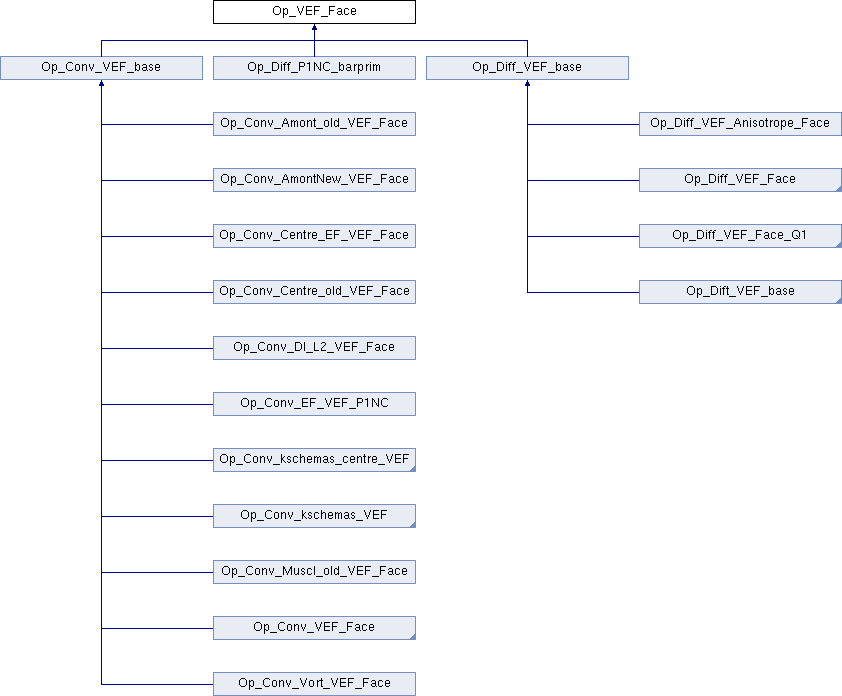 Op_VEF_Face
Op_Conv_VEF_base
Op_Diff_P1NC_barprim
Op_Diff_VEF_base
Op_Conv_Amont_old_VEF_Face
Op_Diff_VEF_Anisotrope_Face
Op_Conv_AmontNew_VEF_Face
Op_Diff_VEF_Face
Op_Conv_Centre_EF_VEF_Face
Op_Diff_VEF_Face_Q1
Op_Conv_Centre_old_VEF_Face
Op_Dift_VEF_base
Op_Conv_DI_L2_VEF_Face
Op_Conv_EF_VEF_P1NC
Op_Conv_kschemas_centre_VEF
Op_Conv_kschemas_VEF
Op_Conv_Muscl_old_VEF_Face
Op_Conv_VEF_Face
Op_Conv_Vort_VEF_Face